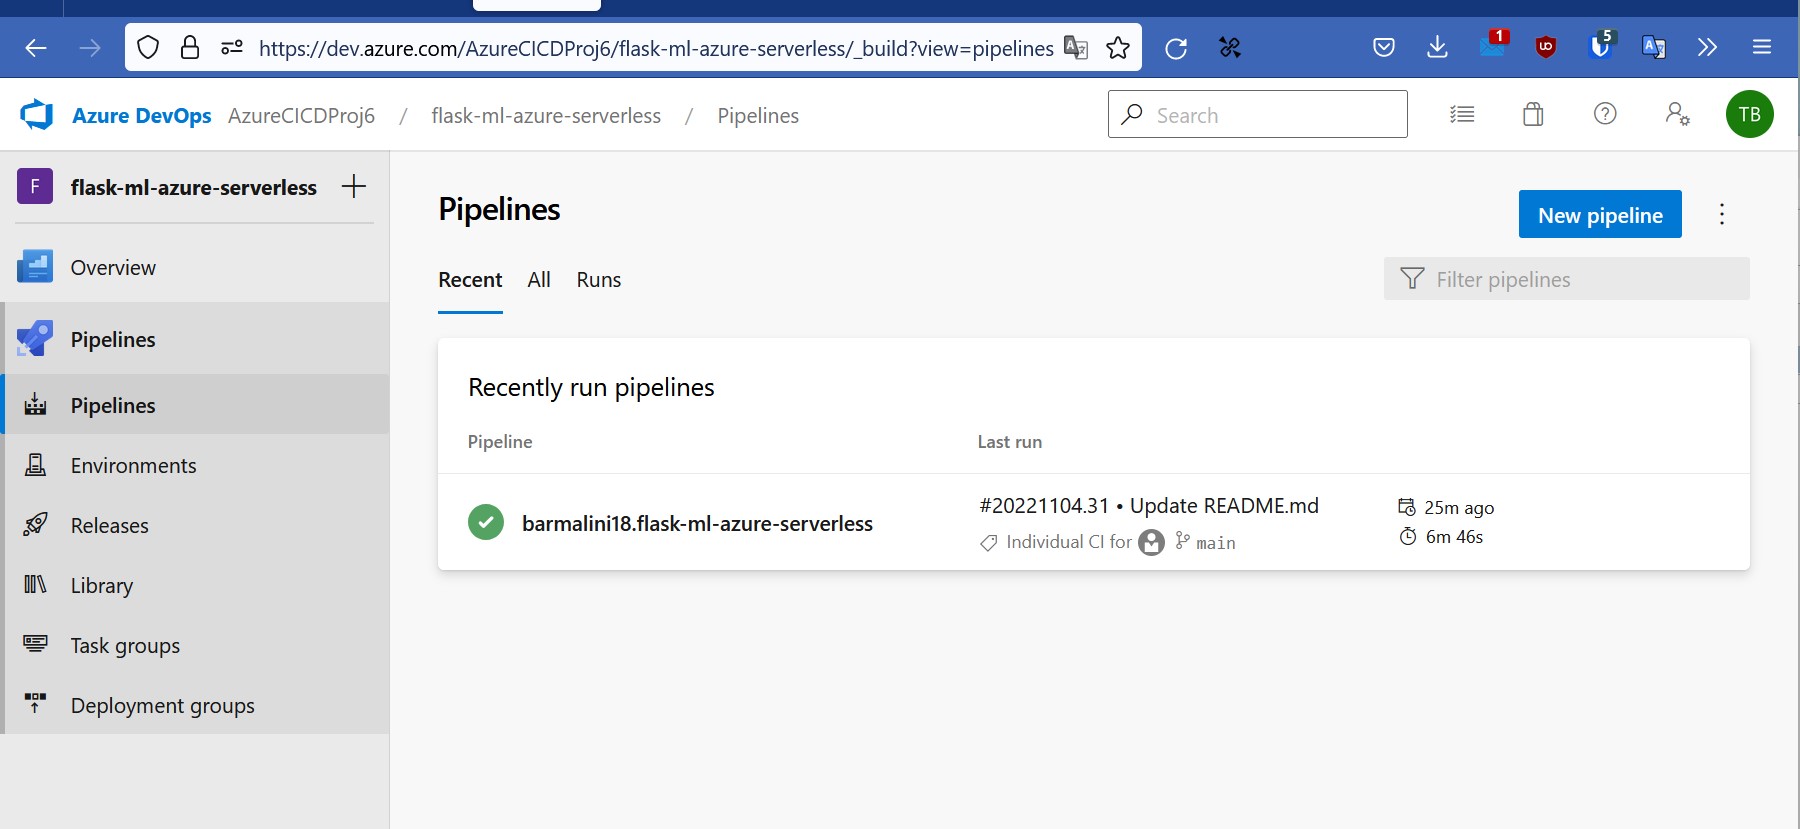 https://dev.azure.com/AzureCICDProj6/flask-ml-azure-serverless/_build?view=pipelines
1
5
Azure DevOps AzureCICDProj6 / flask-ml-azure-serverless / Pipelines
Search
TB
F flask-ml-azure-serverless
Overview
Pipelines
Pipelines
Environments
Releases
Library
Task groups
Deployment groups
Pipelines
New pipeline
Recent All Runs
Filter pipelines
Recently run pipelines
Pipeline Last run
barmalini18.flask-ml-azure-serverless
#20221104.31 • Update README.md
Individual CI for main
25m ago
6m 46s